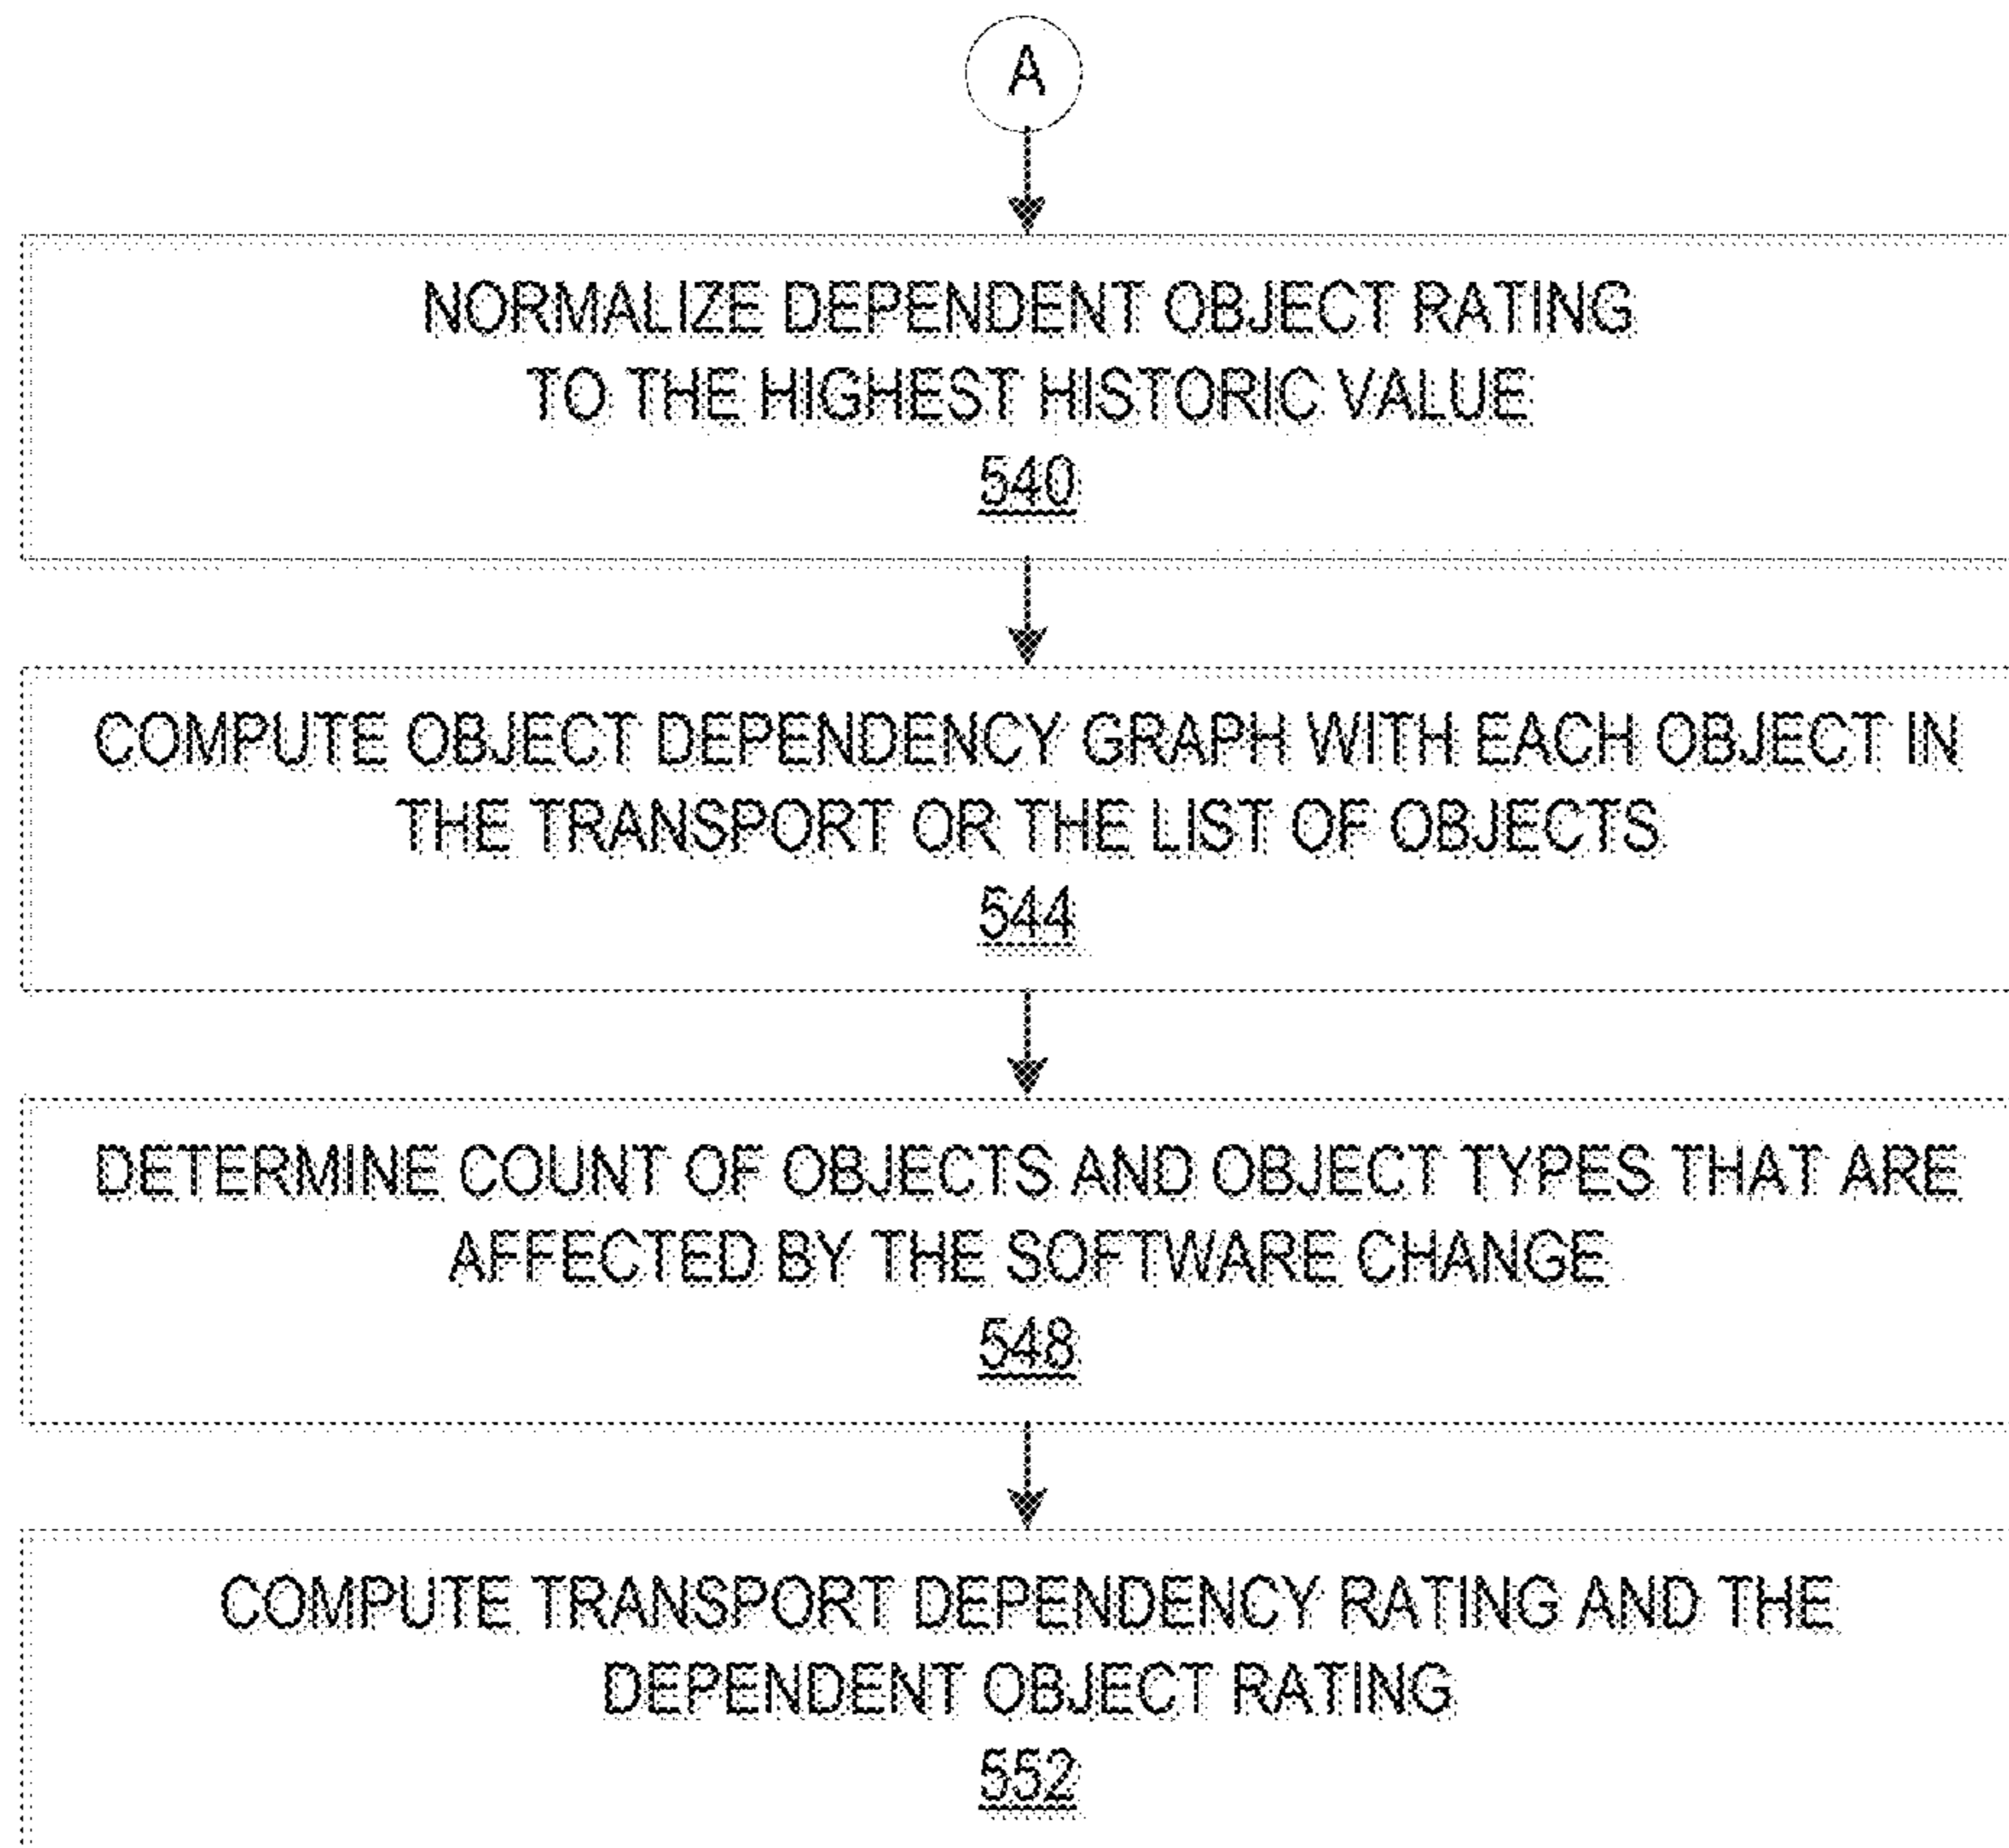 A
NORMALIZE DEPENDENT OBJECT RATING
TO THE HIGHEST HISTORIC VALUE
540
COMPUTE OBJECT DEPENDENCY GRAPH WITH EACH OBJECT IN
THE TRANSPORT OR THE LIST OF OBJECTS
544
DETERMINE COUNT OF OBJECTS AND OBJECT TYPES THAT ARE
AFFECTED BY THE SOFTWARE CHANGE
548
COMPUTE TRANSPORT DEPENDENCY RATING AND THE
DEPENDENT OBJECT RATING
552